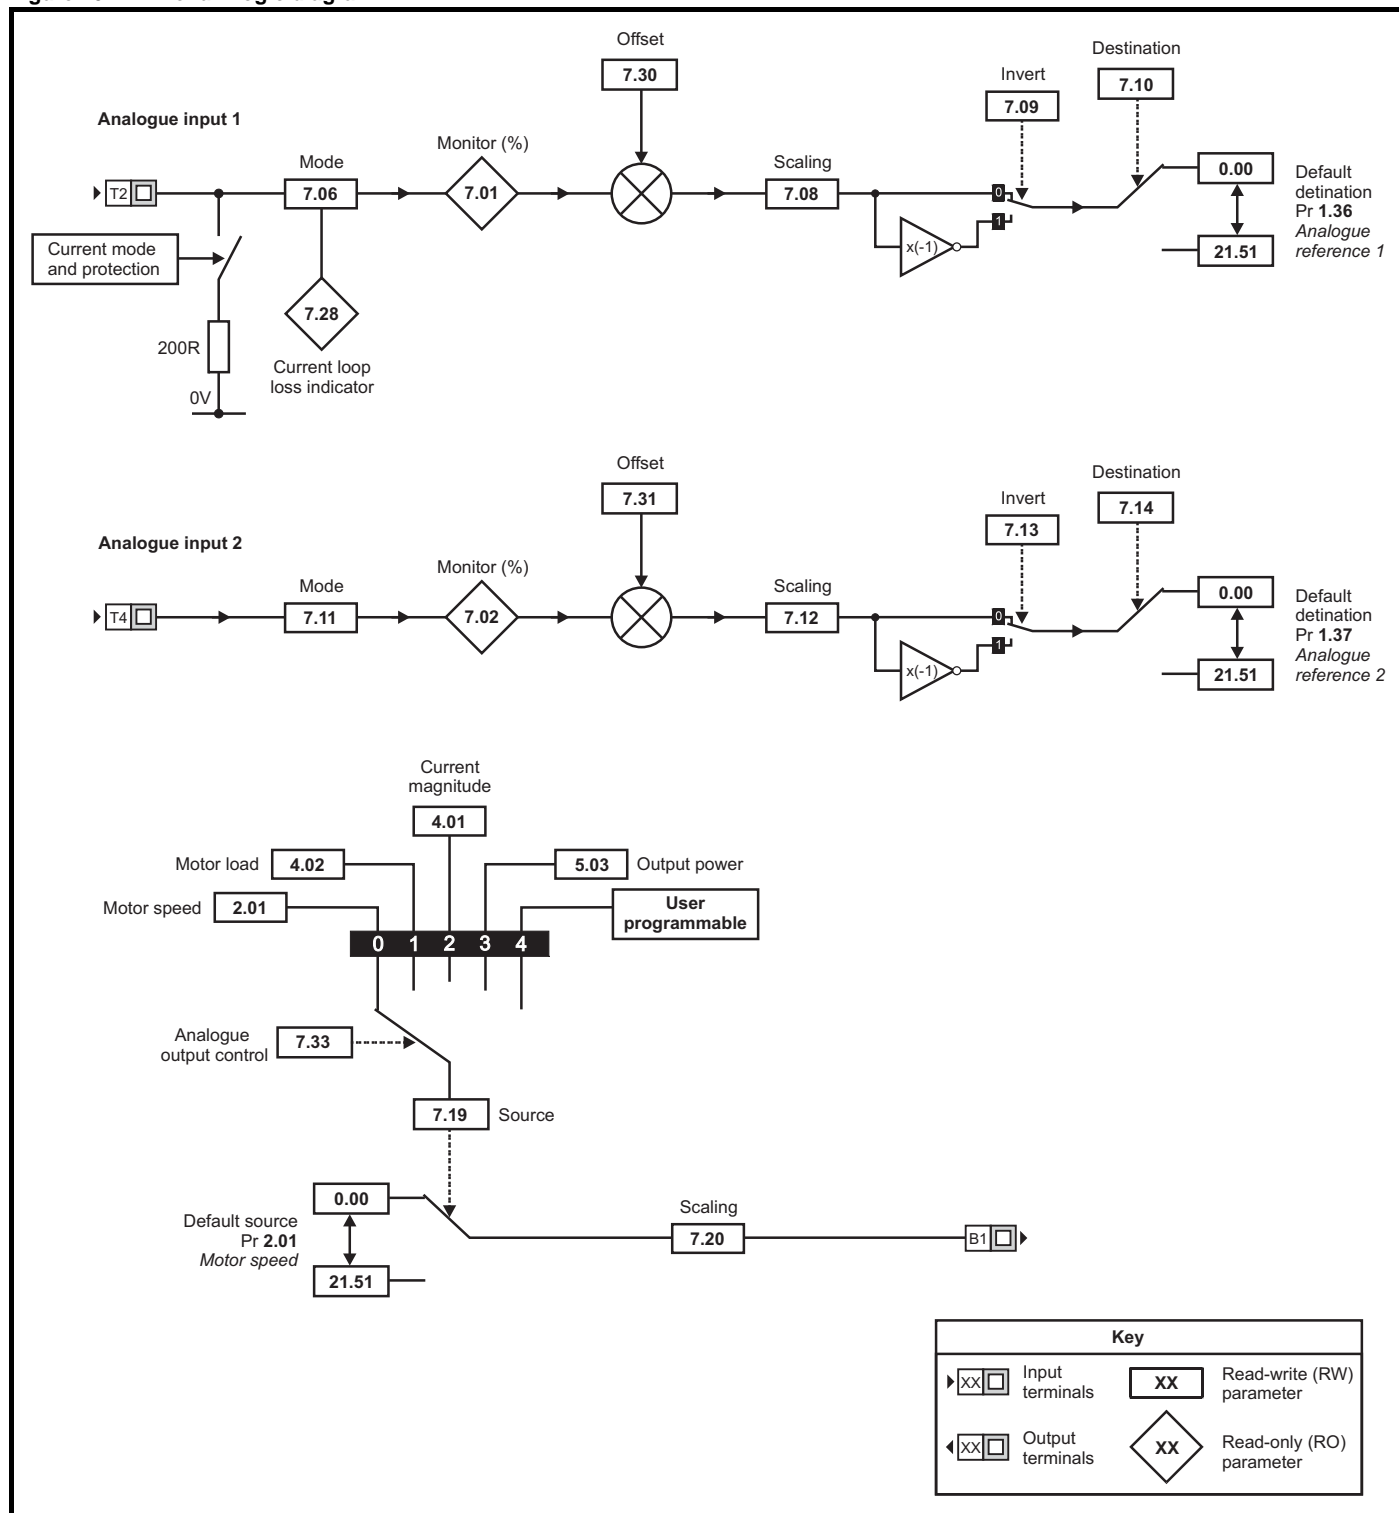 Offset
7.30
Destination
7.10
Invert
7.09
Analogue input 1
Monitor (%)
Mode
Scaling
T2
7.06
7.01
7.08
0
1
x(-1)
0.00
21.51
Default
detination
Pr 1.36
Analogue
reference 1
Current mode
and protection
7.28
200R
Current loop
loss indicator
0V
Offset
7.31
Destination
7.14
Invert
7.13
Analogue input 2
Monitor (%)
Mode
Scaling
T4
7.11
7.02
7.12
0
1
x(-1)
0.00
21.51
Default
detination
Pr 1.37
Analogue
reference 2
Current
magnitude
4.01
Motor load
4.02
5.03
Output power
Motor speed
2.01
User
programmable
0 1 2 3 4
Analogue
output control
7.33
7.19
Source
0.00
Default source
Pr 2.01
Motor speed
21.51
Scaling
7.20
B1
Key
XX
Input
terminals
XX
Read-write (RW)
parameter
XX
Output
terminals
XX
Read-only (RO)
parameter